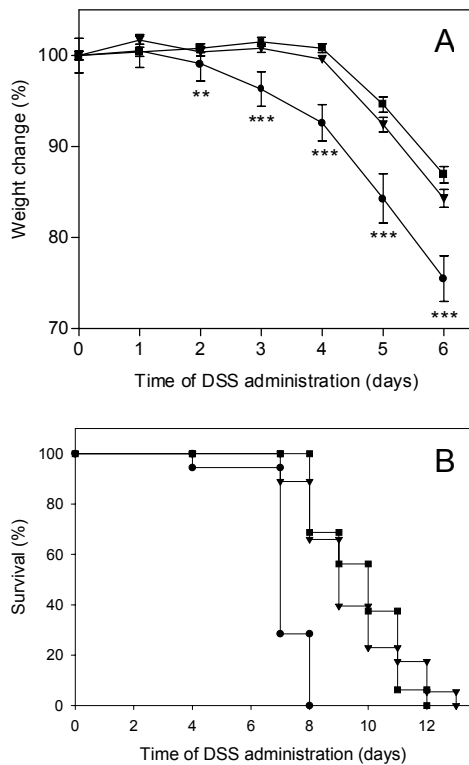 A
Weight change (%)
100
90
80
70
**
***
***
***
***
0 1 2 3 4 5 6
Time of DSS administration (days)
B
Survival (%)
100
80
60
40
20
0
0 2 4 6 8 10 12
Time of DSS administration (days)